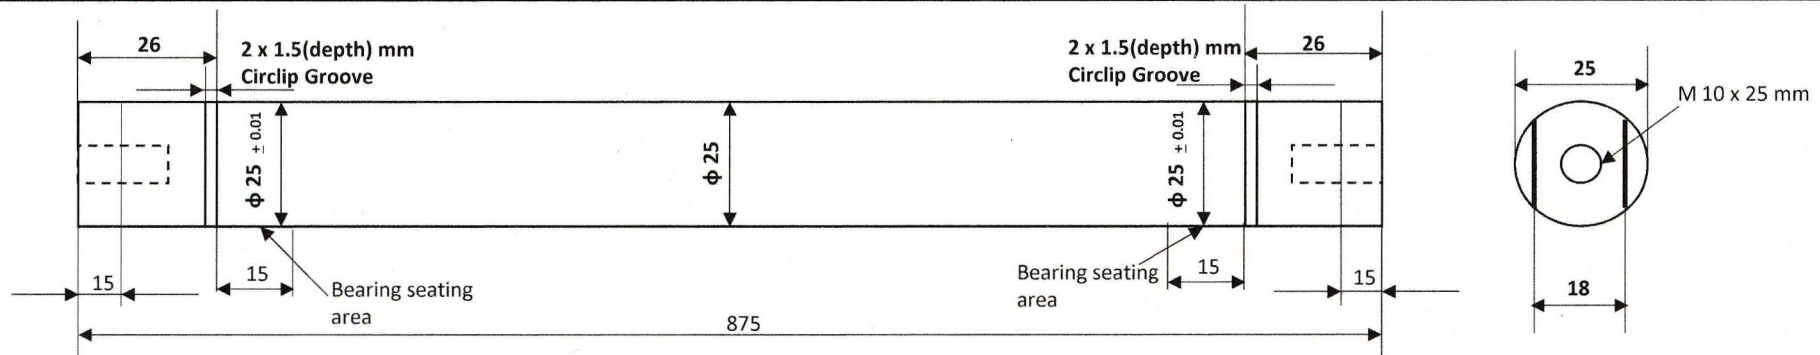 26
2 x 1.5(depth) mm
Circlip Groove
2 x 1.5(depth) mm
Circlip Groove
26
25
M 10 x 25 mm
ϕ 25 ± 0.01
ϕ 25
ϕ 25 ± 0.01
15
15
Bearing seating
area
Bearing seating
area
15
15
18
875